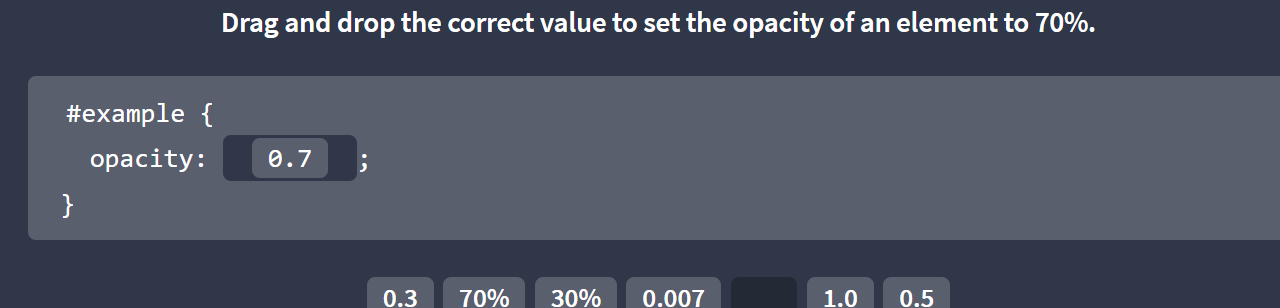 Drag and drop the correct value to set the opacity of an element to 70%.
#example {
opacity: 0.7 ;
}
0.3 70% 30% 0.007 1.0 0.5